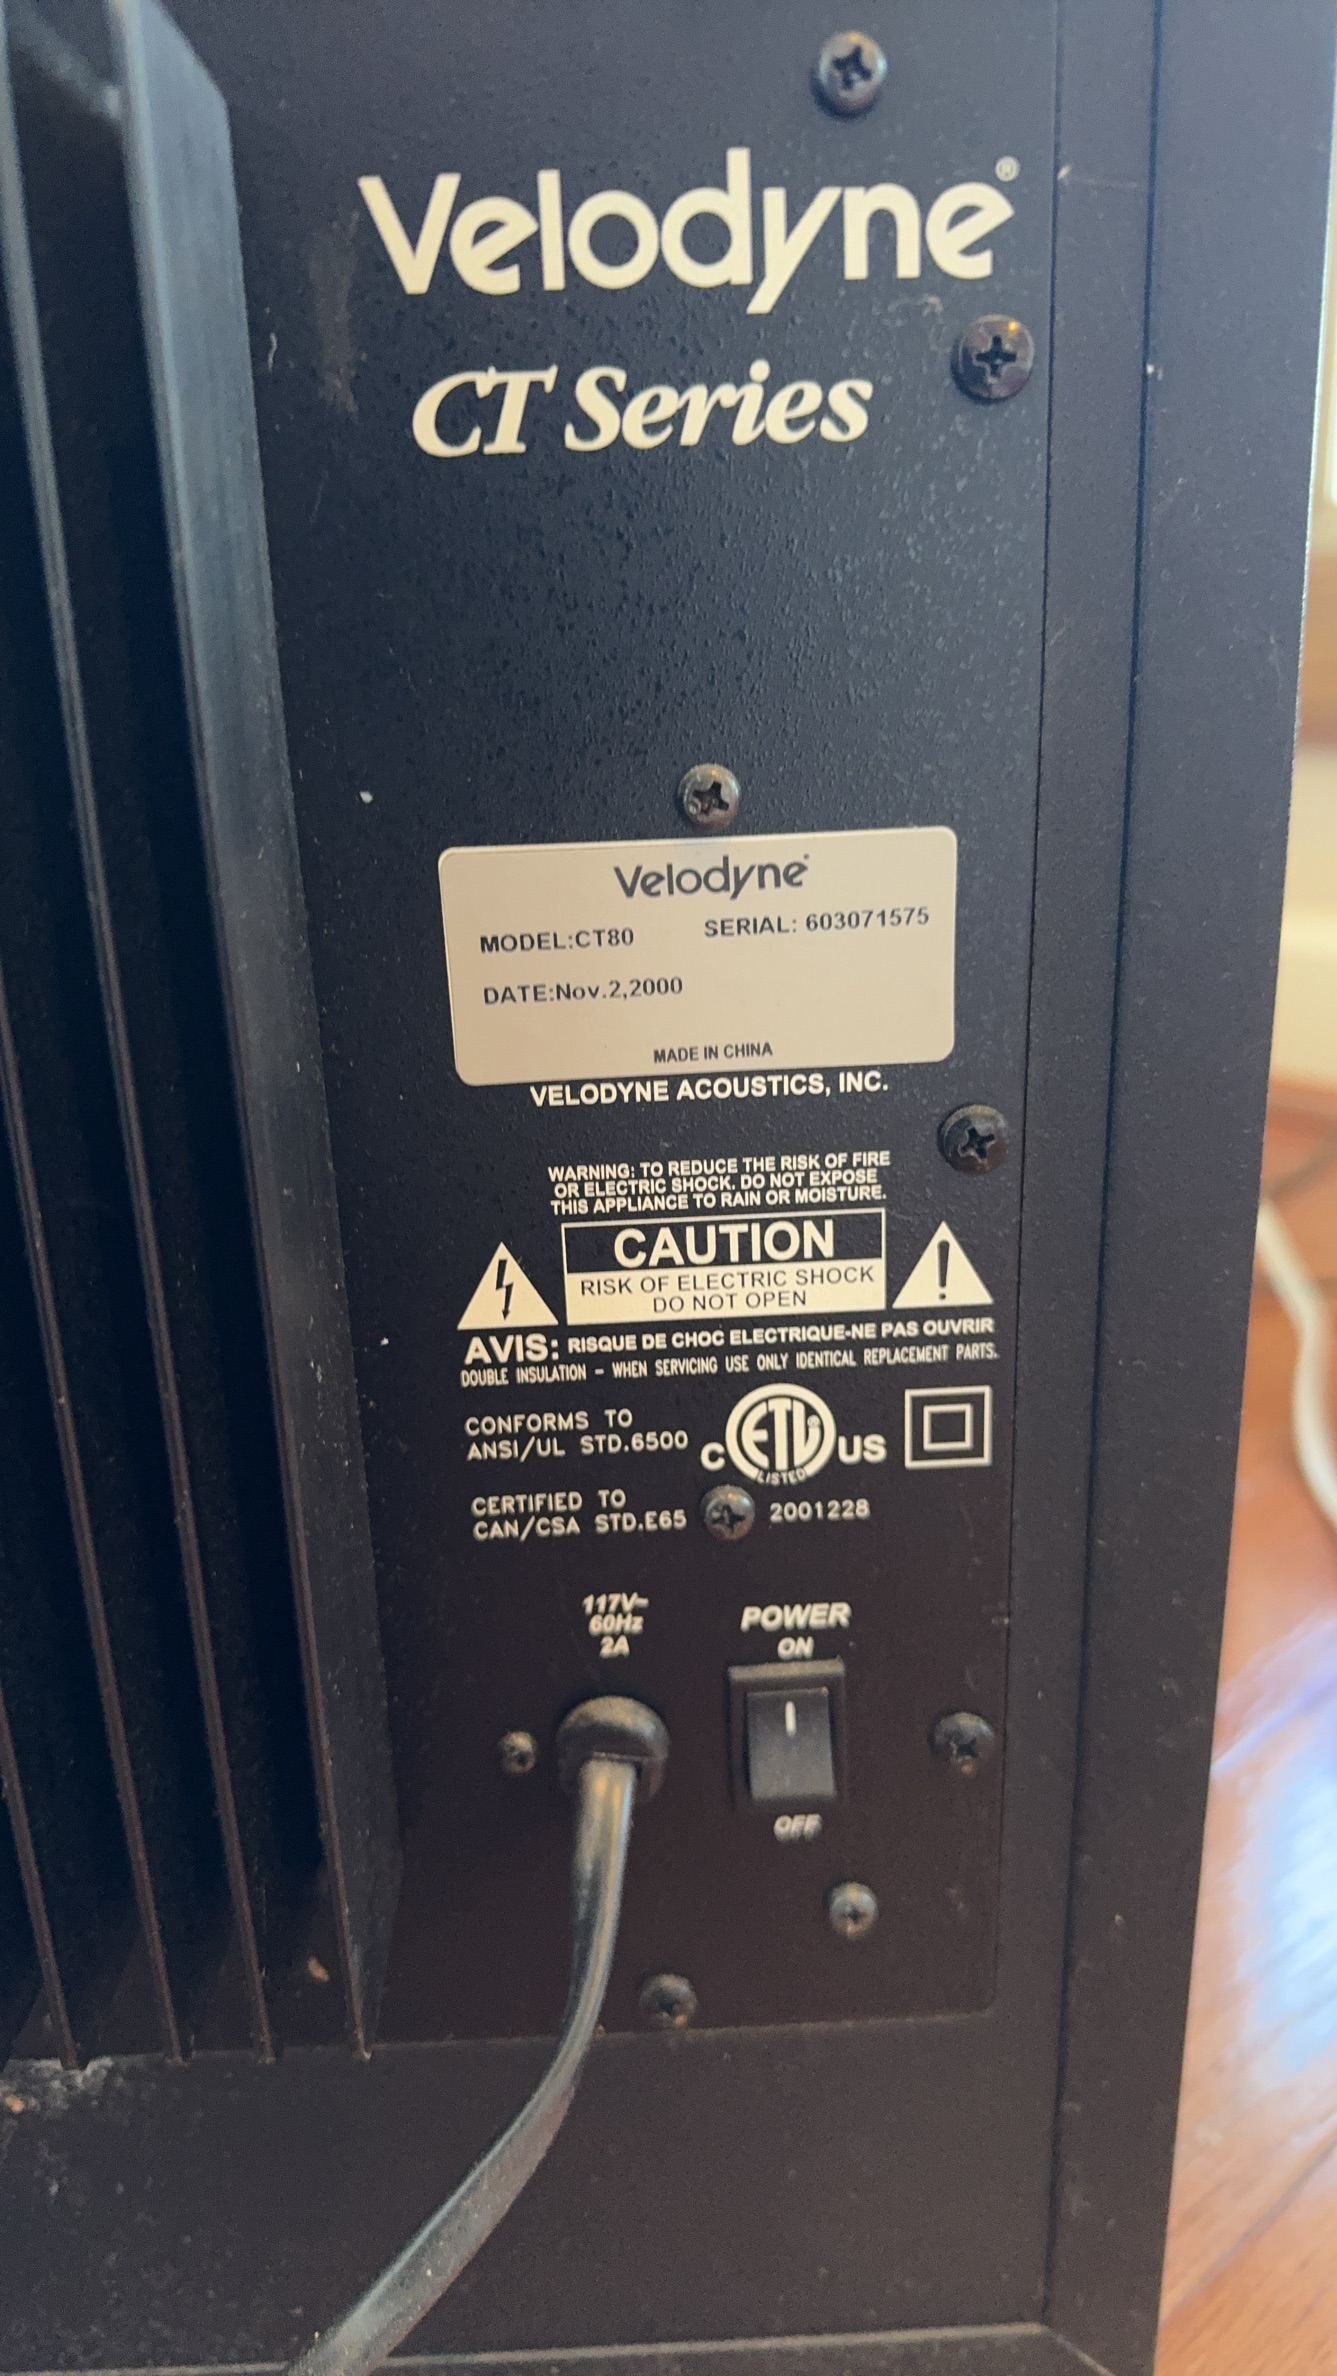 Velodyne®
CT Series
Velodyne
MODEL:CT80 SERIAL: 603071575
DATE:Nov.2,2000
MADE IN CHINA
VELODYNE ACOUSTICS, INC.
WARNING: TO REDUCE THE RISK OF FIRE
OR ELECTRIC SHOCK. DO NOT EXPOSE
THIS APPLIANCE TO RAIN OR MOISTURE.
CAUTION
RISK OF ELECTRIC SHOCK
DO NOT OPEN
AVIS: RISQUE DE CHOC ELECTRIQUE-NE PAS OUVRIR
DOUBLE INSULATION - WHEN SERVICING USE ONLY IDENTICAL REPLACEMENT PARTS.
CONFORMS TO
ANSI/UL STD.6500
C ETL® US
LISTED
CERTIFIED TO
CAN/CSA STD.E65 2001228
117V~
60Hz
2A
POWER
ON
OFF